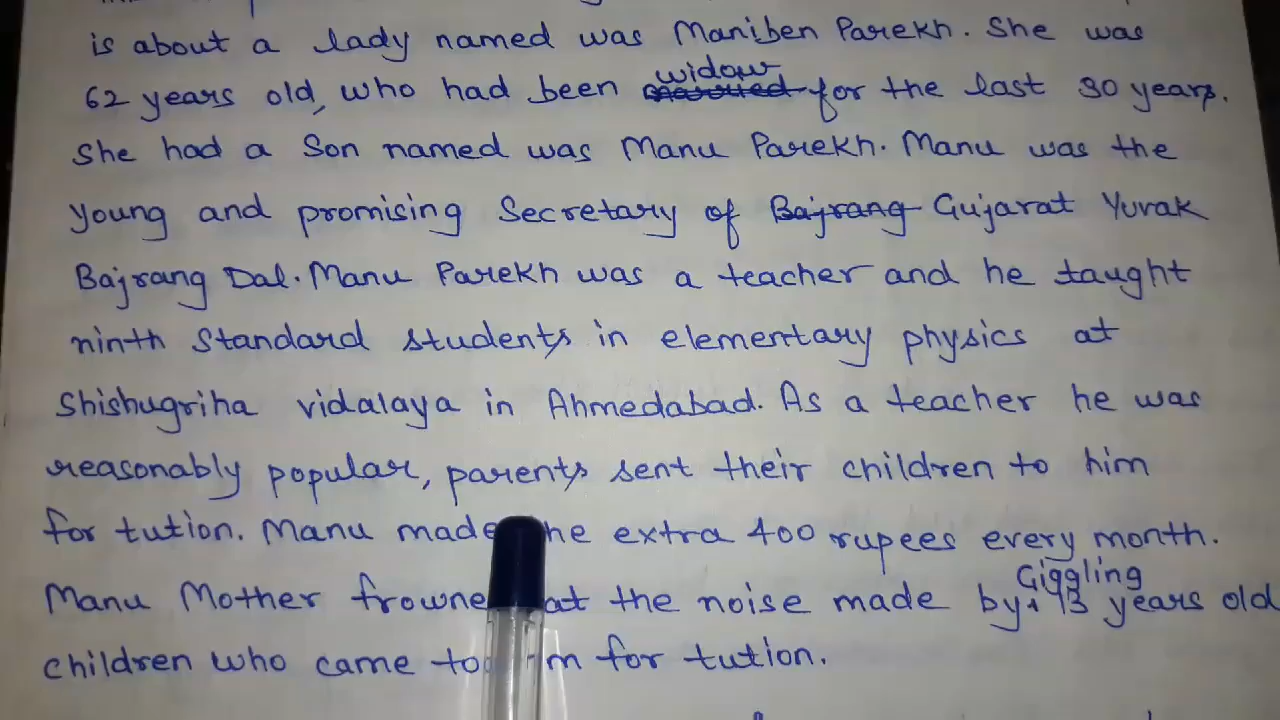 is about a lady named was Maniben Parekh. She was
62 years old, who had been married widow for the last 30 years.
She had a Son named was Manu Parekh. Manu was the
young and promising Secretary of Bajrang Gujarat Yuvak
Bajrang Dal. Manu Parekh was a teacher and he taught
ninth Standard students in elementary physics at
Shishugriha vidalaya in Ahmedabad. As a teacher he was
reasonably popular, parents sent their children to him
for tution. Manu made he extra 400 rupees every month.
Giggling
Manu Mother frowne at the noise made by 13 years old
children who came to m for tution.